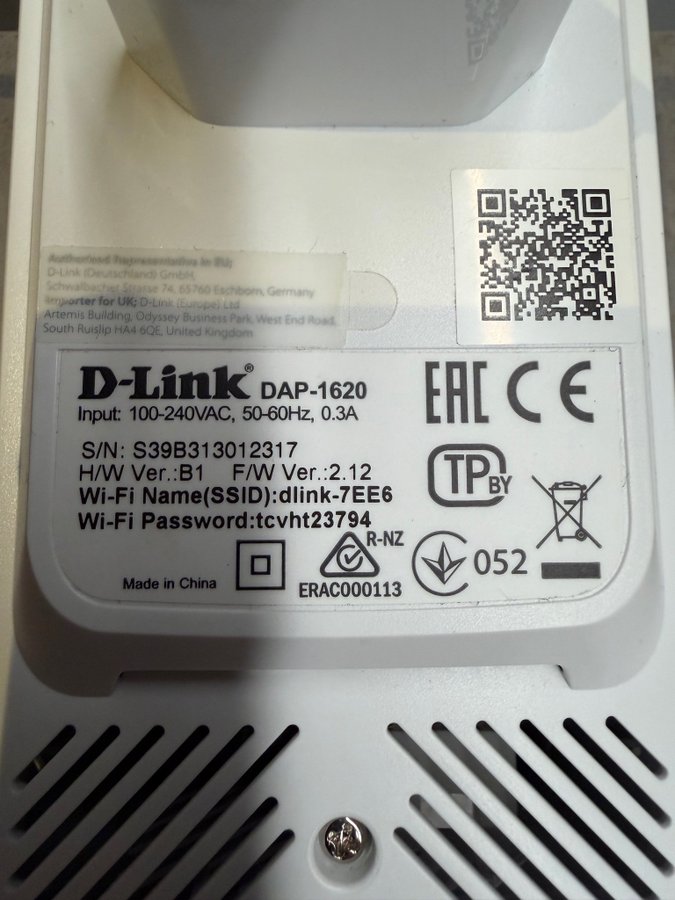 Authorised Representative in EU;
D-Link (Deutschland) GmbH,
Schwalbacher Strasse 74, 65760 Eschborn, Germany
Importer for UK; D-Link (Europe) Ltd
Artemis Building, Odyssey Business Park, West End Road,
South Ruislip HA4 6QE, United Kingdom
D-Link® DAP-1620
Input: 100-240VAC, 50-60Hz, 0.3A
EAC CE
S/N: S39B313012317
H/W Ver.:B1 F/W Ver.:2.12
Wi-Fi Name(SSID):dlink-7EE6
Wi-Fi Password:tcvht23794
TP BY
R-NZ
052
Made in China
ERAC000113